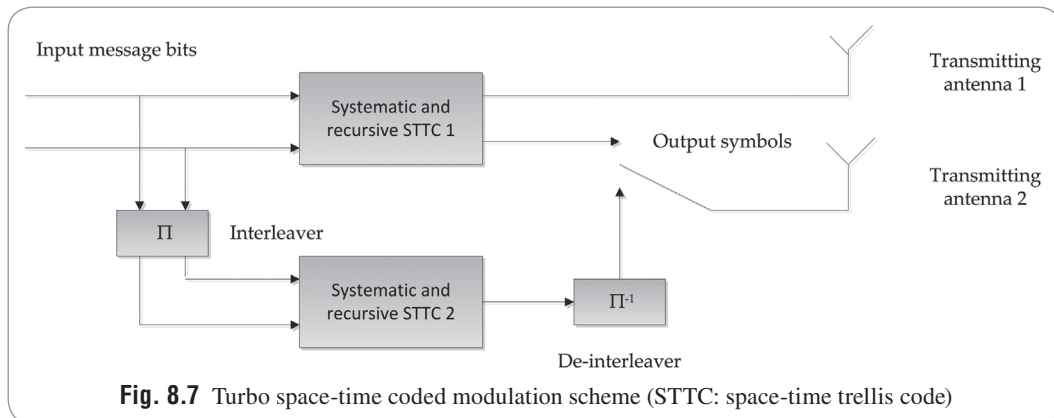 Input message bits
Systematic and
recursive STTC 1
Transmitting
antenna 1
Output symbols
Transmitting
antenna 2
Π
Interleaver
Systematic and
recursive STTC 2
Π-1
De-interleaver
Fig. 8.7 Turbo space-time coded modulation scheme (STTC: space-time trellis code)